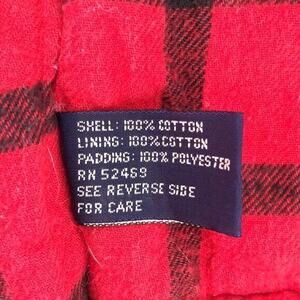 SHELL: 100% COTTON
LINING: 100% COTTON
PADDING: 100% POLYESTER
RN 52469
SEE REVERSE SIDE
FOR CARE